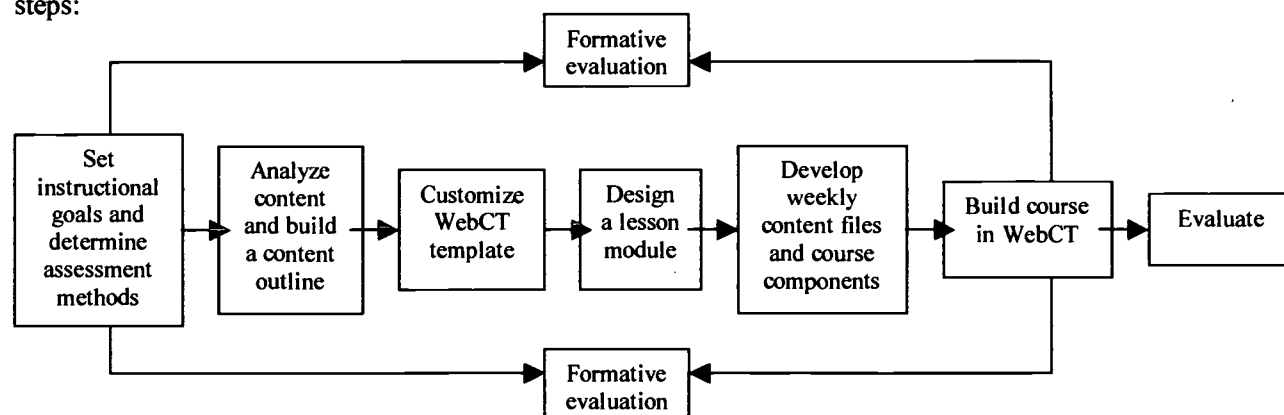 steps:
Formative
evaluation
Set
instructional
goals and
determine
assessment
methods
Analyze
content
and build
a content
outline
Customize
WebCT
template
Design
a lesson
module
Develop
weekly
content files
and course
components
Build course
in WebCT
Evaluate
Formative
evaluation